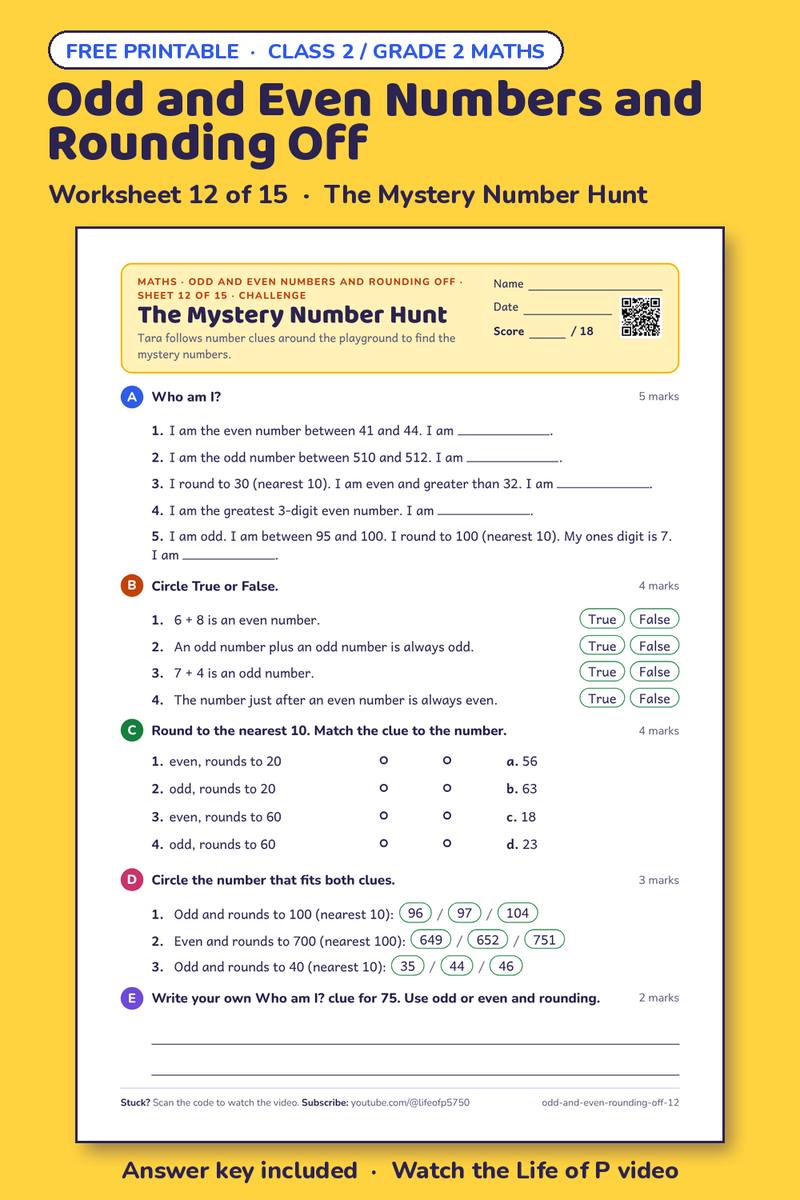 FREE PRINTABLE · CLASS 2 / GRADE 2 MATHS
Odd and Even Numbers and
Rounding Off
Worksheet 12 of 15 · The Mystery Number Hunt
MATHS · ODD AND EVEN NUMBERS AND ROUNDING OFF ·
SHEET 12 OF 15 · CHALLENGE
The Mystery Number Hunt
Tara follows number clues around the playground to find the
mystery numbers.
Name ____________________
Date ____________________
Score ______ / 18
A Who am I? 5 marks
1. I am the even number between 41 and 44. I am ____________.
2. I am the odd number between 510 and 512. I am ____________.
3. I round to 30 (nearest 10). I am even and greater than 32. I am ____________.
4. I am the greatest 3-digit even number. I am ____________.
5. I am odd. I am between 95 and 100. I round to 100 (nearest 10). My ones digit is 7.
I am ____________.
B Circle True or False. 4 marks
1. 6 + 8 is an even number. True False
2. An odd number plus an odd number is always odd. True False
3. 7 + 4 is an odd number. True False
4. The number just after an even number is always even. True False
C Round to the nearest 10. Match the clue to the number. 4 marks
1. even, rounds to 20 a. 56
2. odd, rounds to 20 b. 63
3. even, rounds to 60 c. 18
4. odd, rounds to 60 d. 23
D Circle the number that fits both clues. 3 marks
1. Odd and rounds to 100 (nearest 10): 96 / 97 / 104
2. Even and rounds to 700 (nearest 100): 649 / 652 / 751
3. Odd and rounds to 40 (nearest 10): 35 / 44 / 46
E Write your own Who am I? clue for 75. Use odd or even and rounding. 2 marks
Stuck? Scan the code to watch the video. Subscribe: youtube.com/@lifeofp5750 odd-and-even-rounding-off-12
Answer key included · Watch the Life of P video